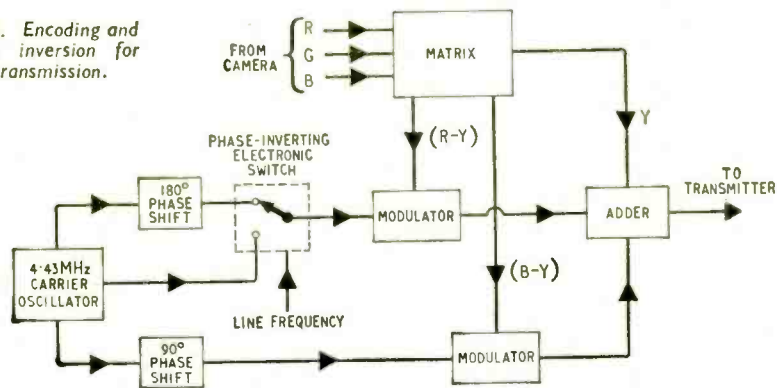 . Encoding and
inversion for
ransmission.
FROM
CAMERA
R
G
B
MATRIX
(R-Y)
Y
PHASE-INVERTING
ELECTRONIC
SWITCH
180°
PHASE
SHIFT
MODULATOR
ADDER
TO
TRANSMITTER
4·43MHz
CARRIER
OSCILLATOR
LINE FREQUENCY
(B-Y)
90°
PHASE
SHIFT
MODULATOR